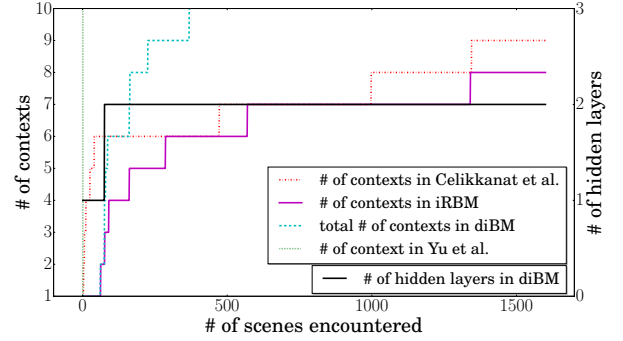 10
9
8
7
6
5
4
3
2
1
# of contexts
3
2
1
0
# of hidden layers
0
500
1000
1500
# of scenes encountered
# of contexts in Celikkanat et al.
# of contexts in iRBM
total # of contexts in diBM
# of context in Yu et al.
# of hidden layers in diBM